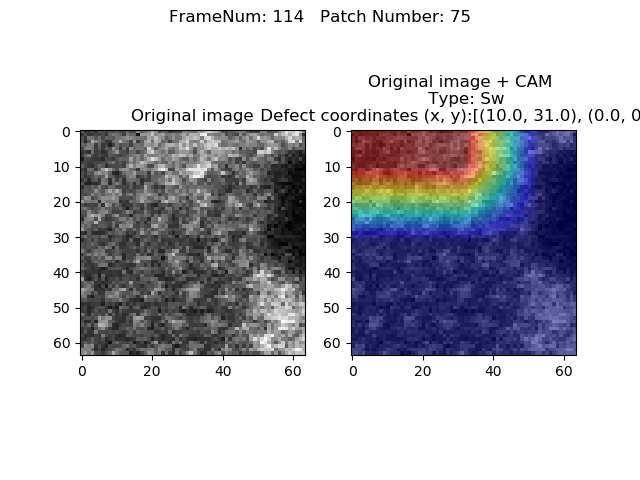 FrameNum: 114   Patch Number: 75
Original image + CAM
Type: Sw
Original image
Defect coordinates (x, y):[(10.0, 31.0), (0.0, 0
0
10
20
30
40
50
60
0 20 40 60
0
10
20
30
40
50
60
0 20 40 60